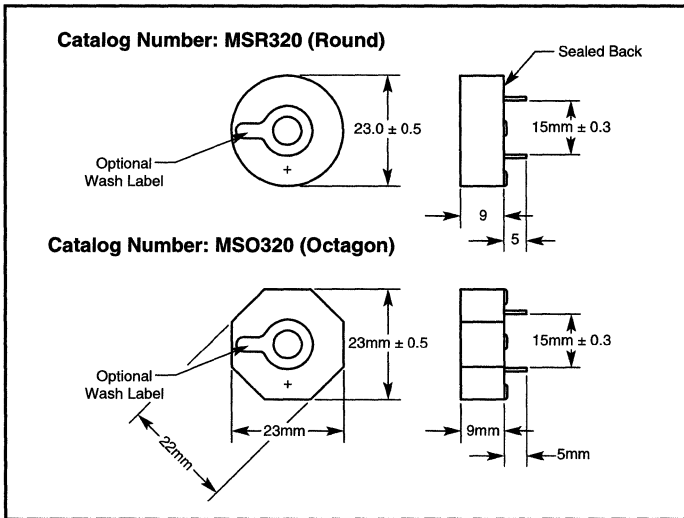 Catalog Number: MSR320 (Round)
Sealed Back
23.0 ± 0.5
15mm ± 0.3
Optional
Wash Label
+
9
5
Catalog Number: MSO320 (Octagon)
23mm ± 0.5
15mm ± 0.3
Optional
Wash Label
+
22mm
23mm
9mm
5mm